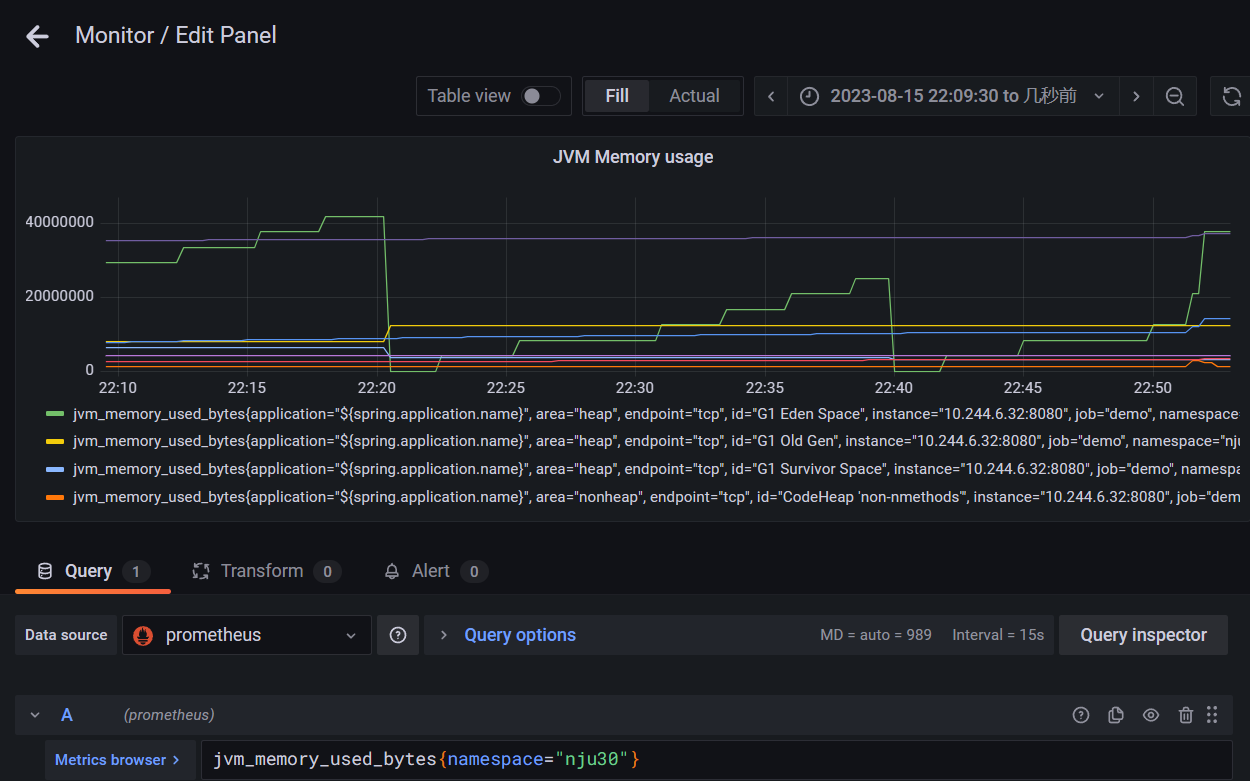 Monitor / Edit Panel
Table view Fill Actual 2023-08-15 22:09:30 to 几秒前
JVM Memory usage
40000000
20000000
0
22:10 22:15 22:20 22:25 22:30 22:35 22:40 22:45 22:50
jvm_memory_used_bytes{application="${spring.application.name}", area="heap", endpoint="tcp", id="G1 Eden Space", instance="10.244.6.32:8080", job="demo", namespace
jvm_memory_used_bytes{application="${spring.application.name}", area="heap", endpoint="tcp", id="G1 Old Gen", instance="10.244.6.32:8080", job="demo", namespace="nju
jvm_memory_used_bytes{application="${spring.application.name}", area="heap", endpoint="tcp", id="G1 Survivor Space", instance="10.244.6.32:8080", job="demo", namespa
jvm_memory_used_bytes{application="${spring.application.name}", area="nonheap", endpoint="tcp", id="CodeHeap 'non-nmethods'", instance="10.244.6.32:8080", job="dem
Query 1 Transform 0 Alert 0
Data source prometheus Query options MD = auto = 989 Interval = 15s Query inspector
A (prometheus)
Metrics browser jvm_memory_used_bytes{namespace="nju30"}